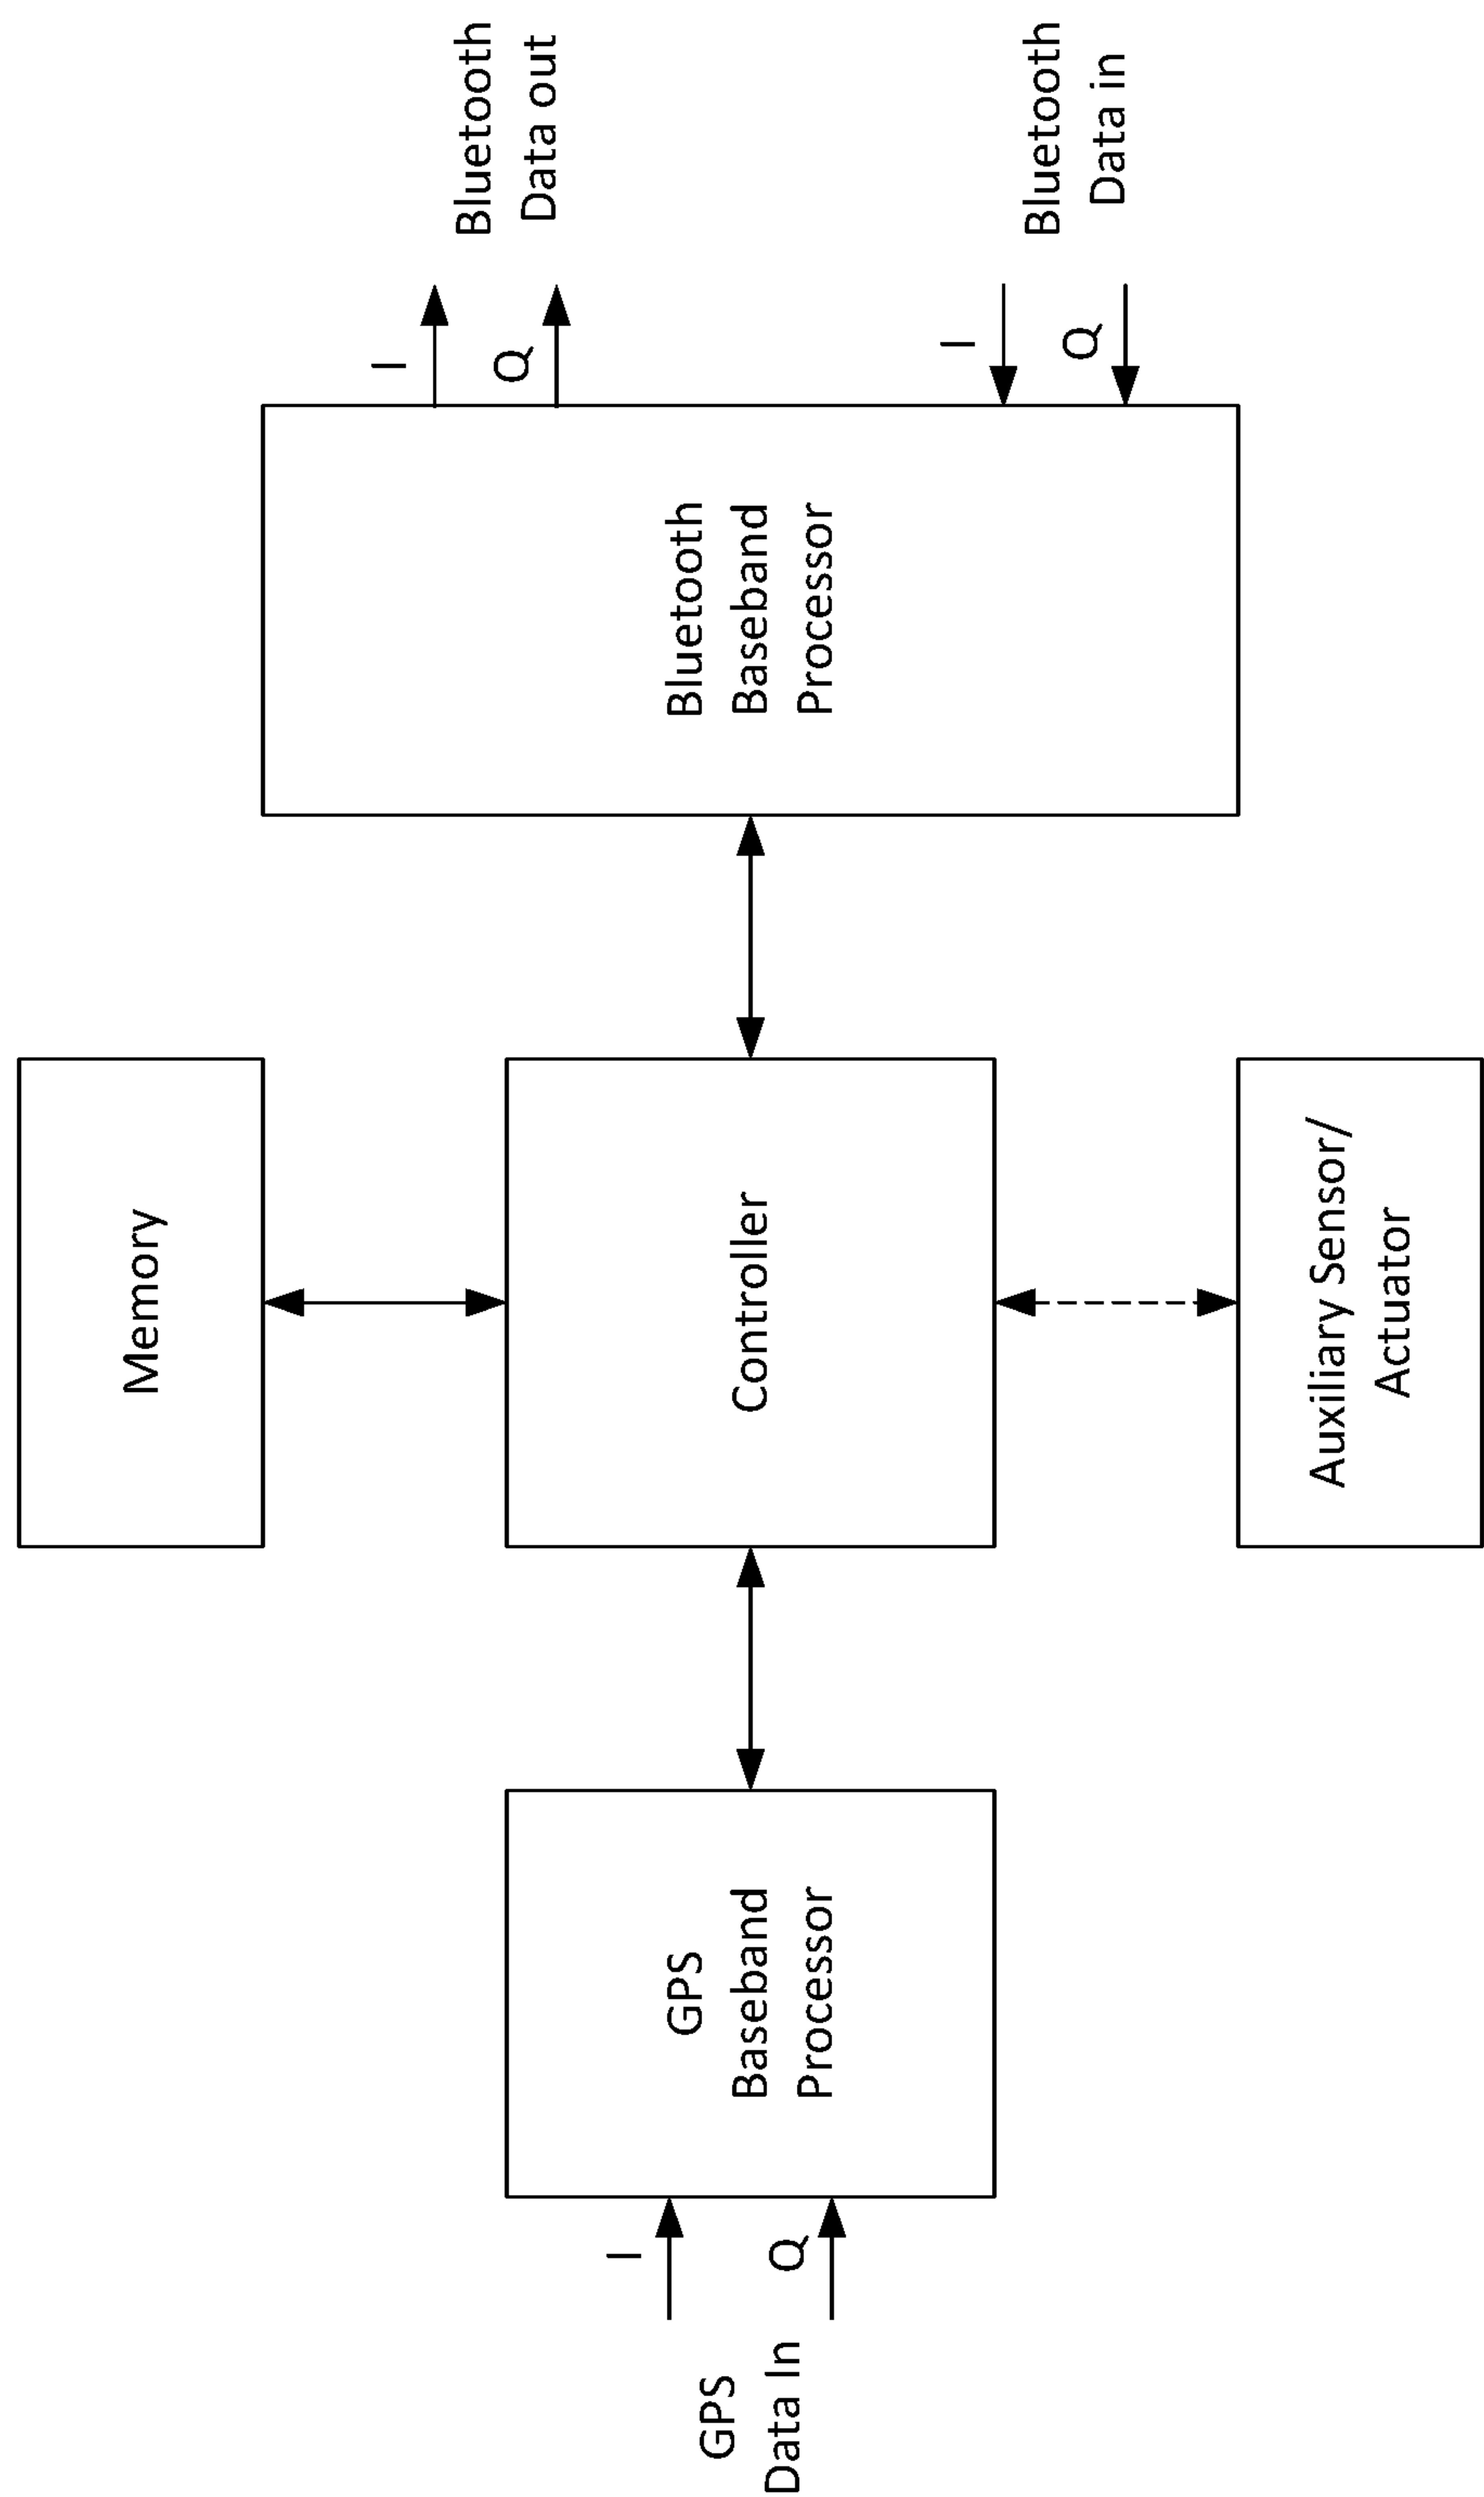 Memory
I
Bluetooth
Data out
Q
GPS
Data In
I
Q
GPS
Baseband
Processor
Controller
Bluetooth
Baseband
Processor
I
Bluetooth
Data in
Q
Auxiliary Sensor/
Actuator